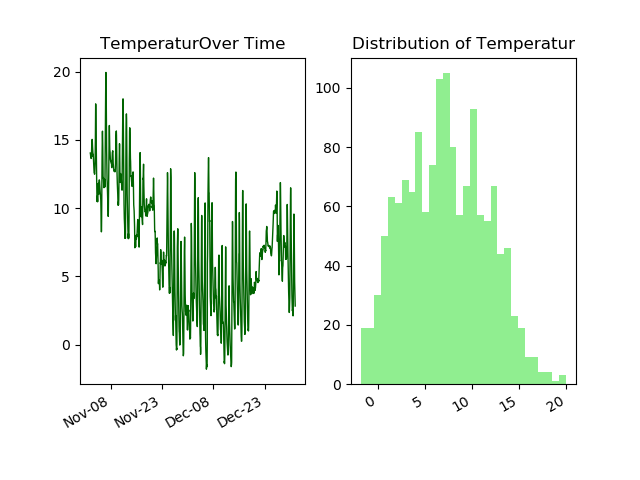 TemperaturOver Time
20
15
10
5
0
Nov-08
Nov-23
Dec-08
Dec-23
Distribution of Temperatur
100
80
60
40
20
0
0
5
10
15
20